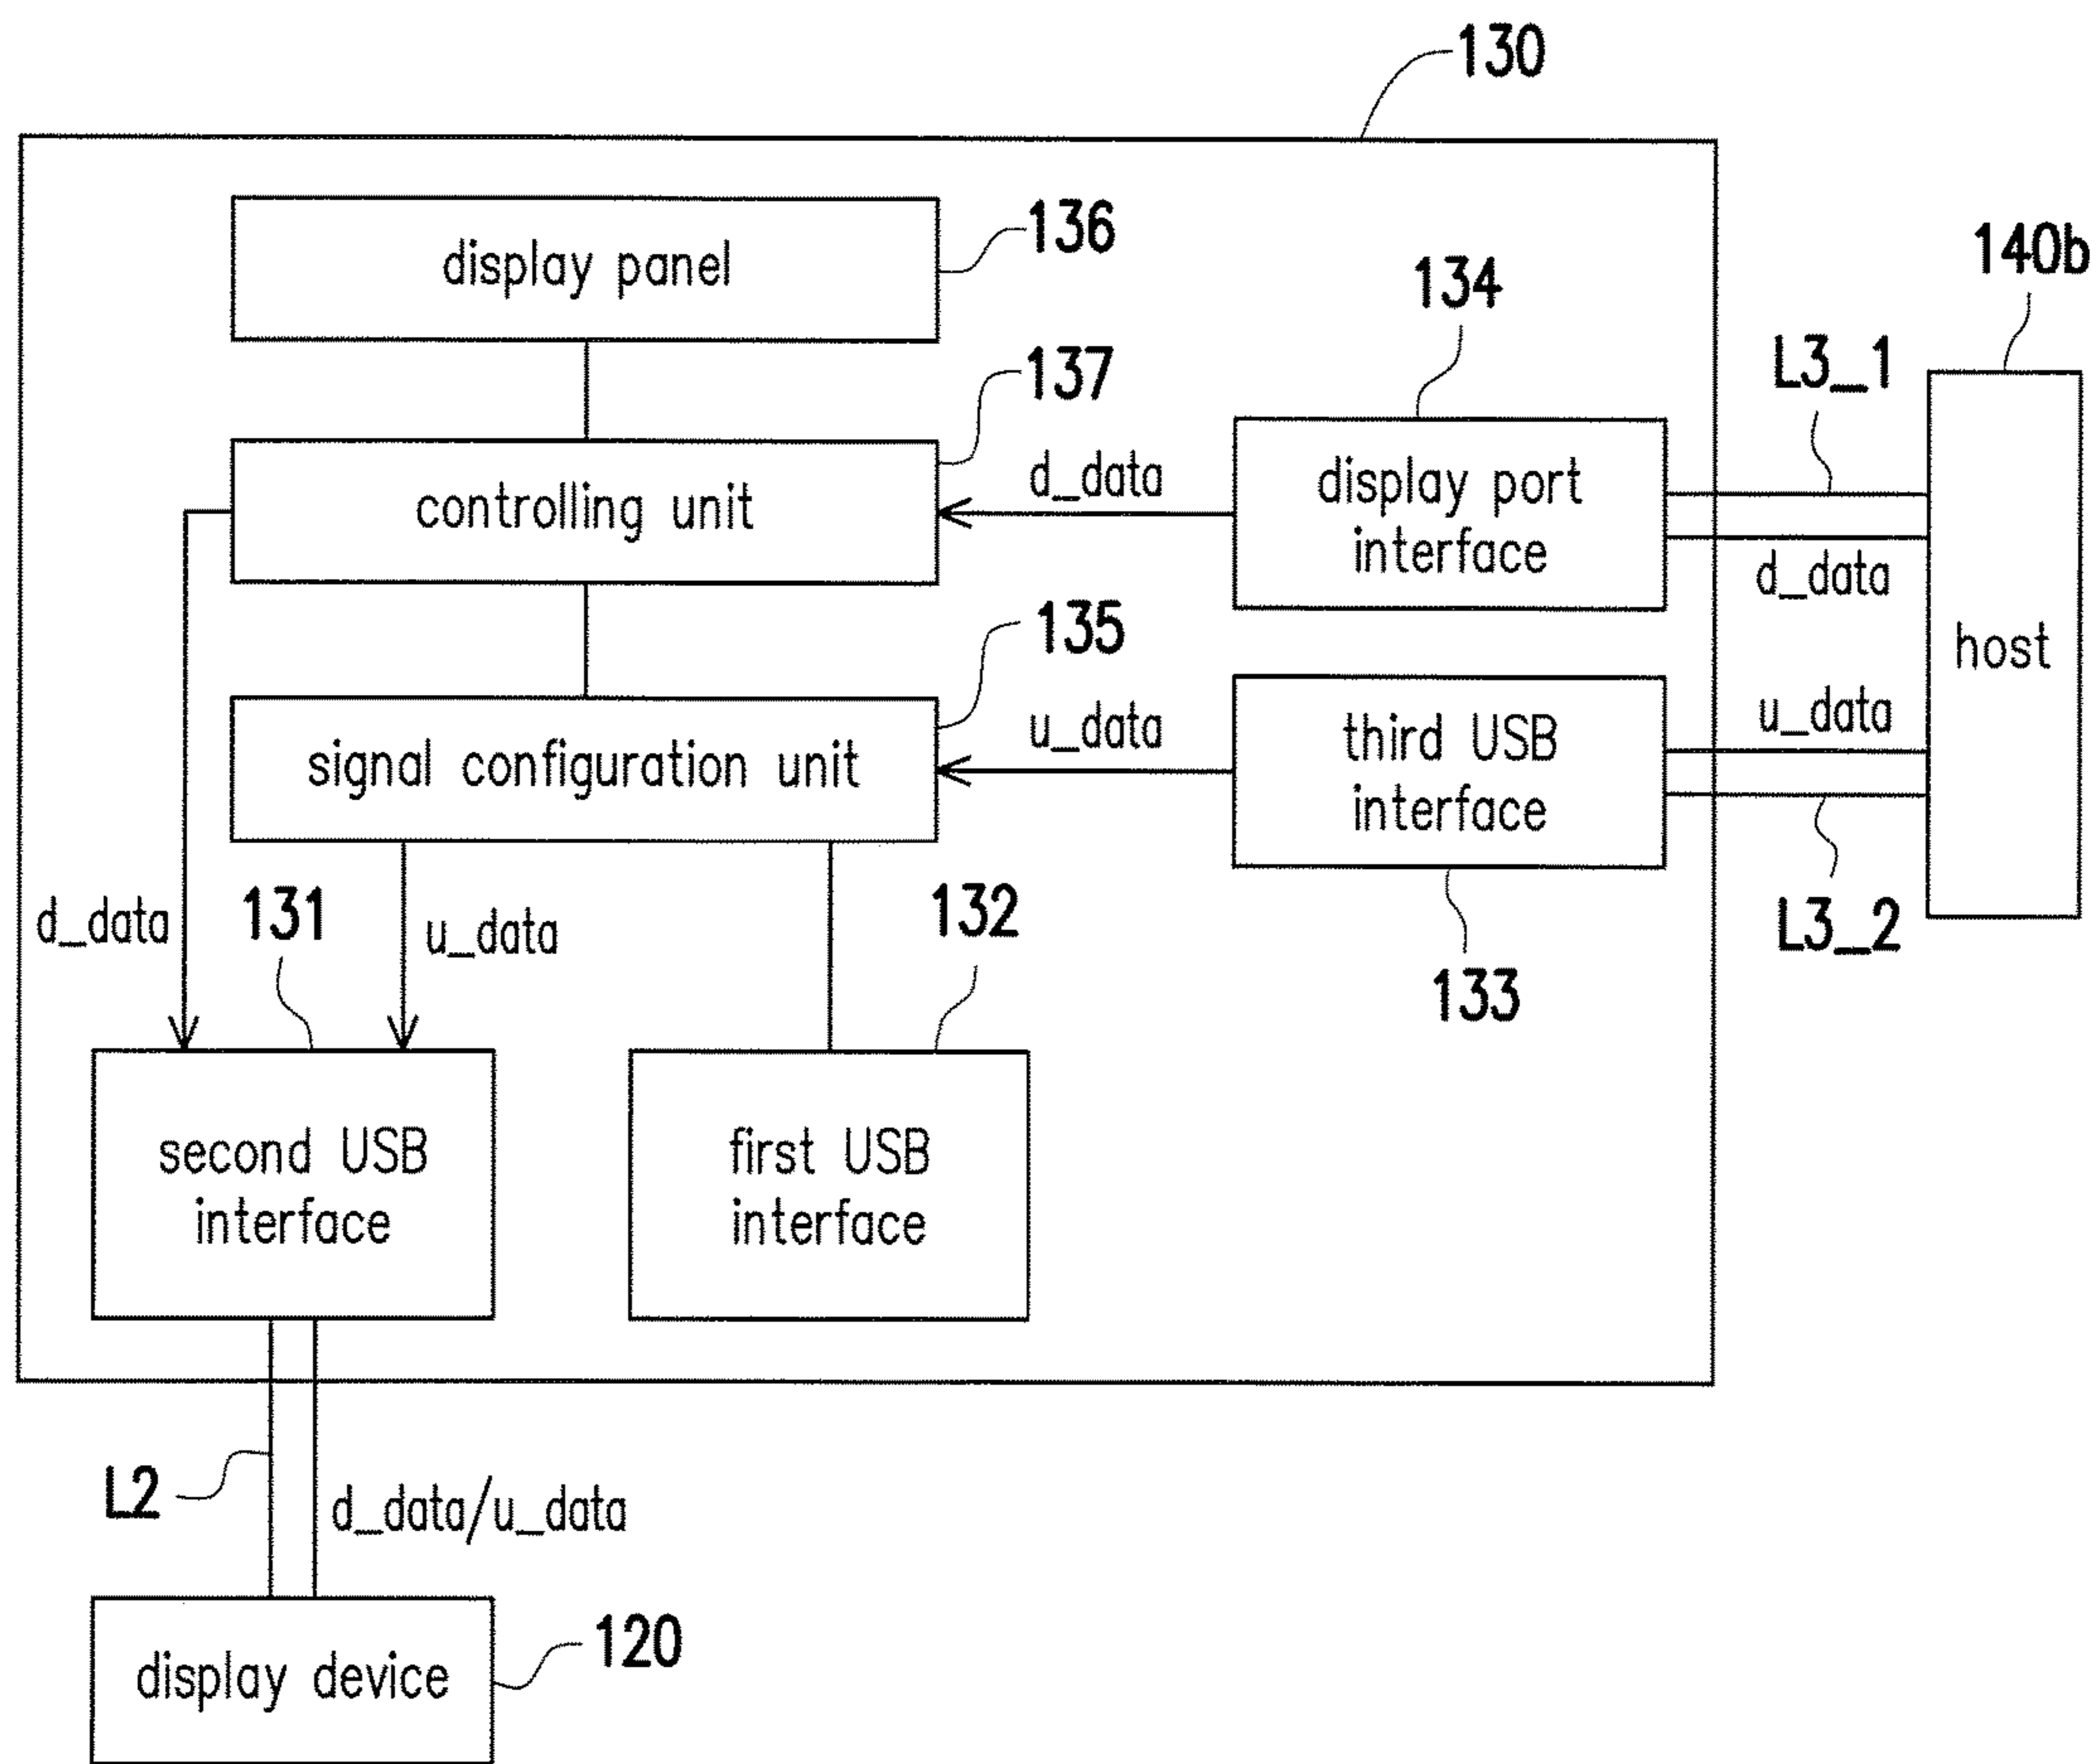 130
display panel
136
140b
134
L3_1
137
controlling unit
d_data
display port
interface
d_data
host
135
signal configuration unit
u_data
third USB
interface
u_data
L3_2
133
d_data
131
u_data
132
second USB
interface
first USB
interface
L2
d_data/u_data
display device
120